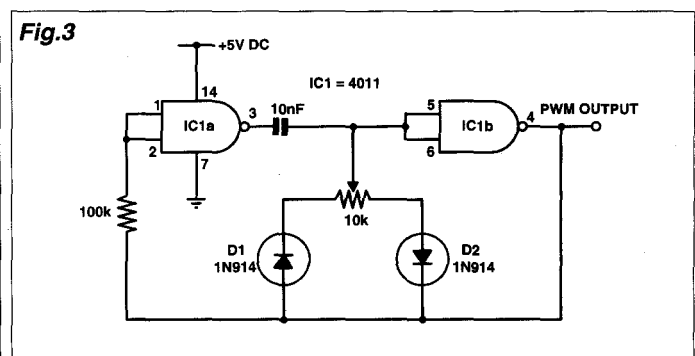 Fig.3
+5V DC
IC1 = 4011
14
1
2
IC1a
3
10nF
7
5
6
IC1b
4
PWM OUTPUT
100k
10k
D1
1N914
D2
1N914